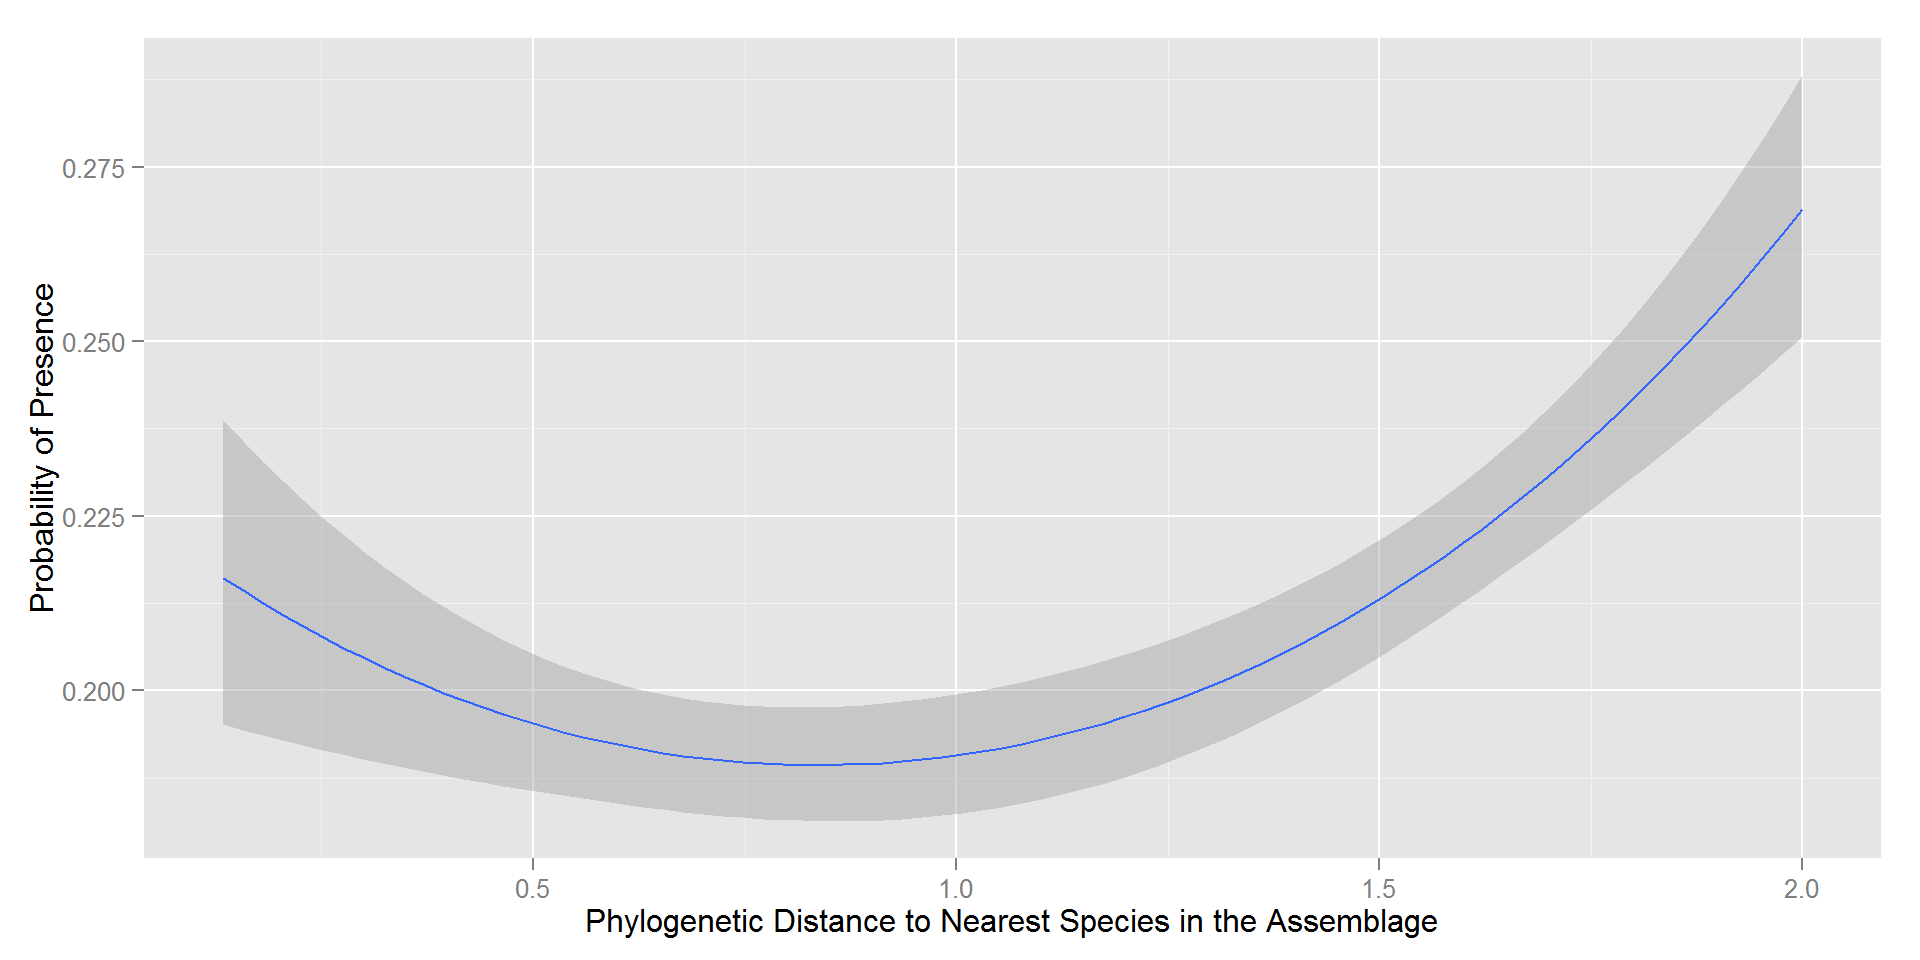 Probability of Presence
0.275
0.250
0.225
0.200
0.5 1.0 1.5 2.0
Phylogenetic Distance to Nearest Species in the Assemblage